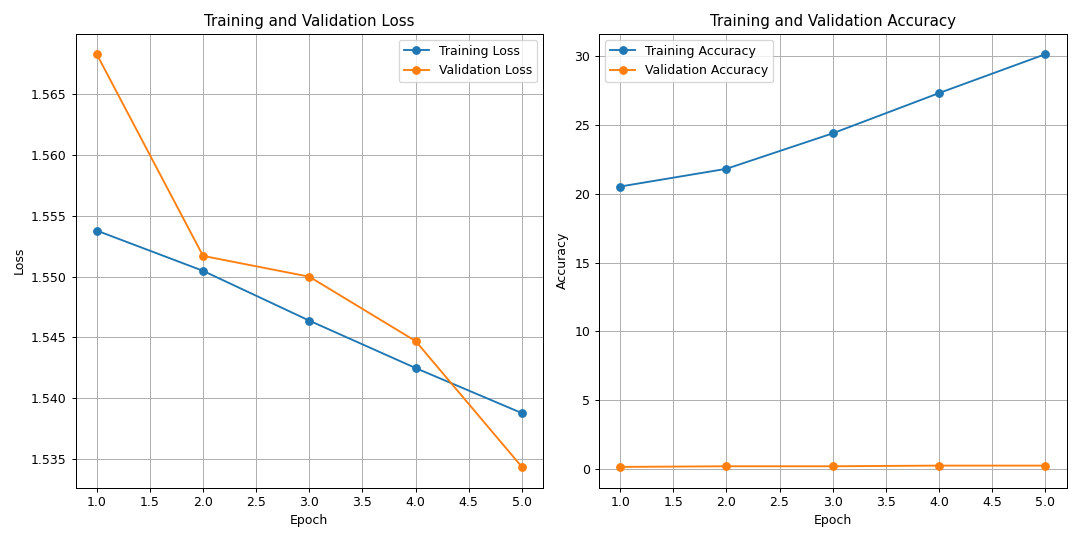 Training and Validation Loss
Training Loss
Validation Loss
1.565
1.560
1.555
1.550
1.545
1.540
1.535
Loss
1.0 1.5 2.0 2.5 3.0 3.5 4.0 4.5 5.0
Epoch
Training and Validation Accuracy
Training Accuracy
Validation Accuracy
30
25
20
15
10
5
0
Accuracy
1.0 1.5 2.0 2.5 3.0 3.5 4.0 4.5 5.0
Epoch